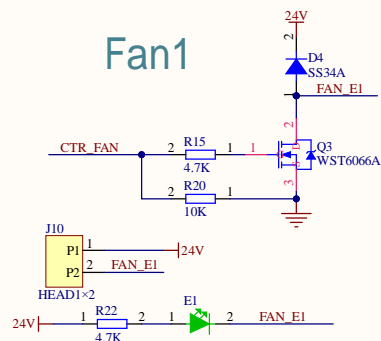 Fan1
24V
2
D4
SS34A
1
FAN_E1
2
CTR_FAN
2
R15
1
1
4.7K
Q3
WST6066A
3
2
R20
1
10K
J10
P1
1
24V
P2
2
FAN_E1
HEAD1×2
24V
1
R22
2
4.7K
1
E1
2
FAN_E1